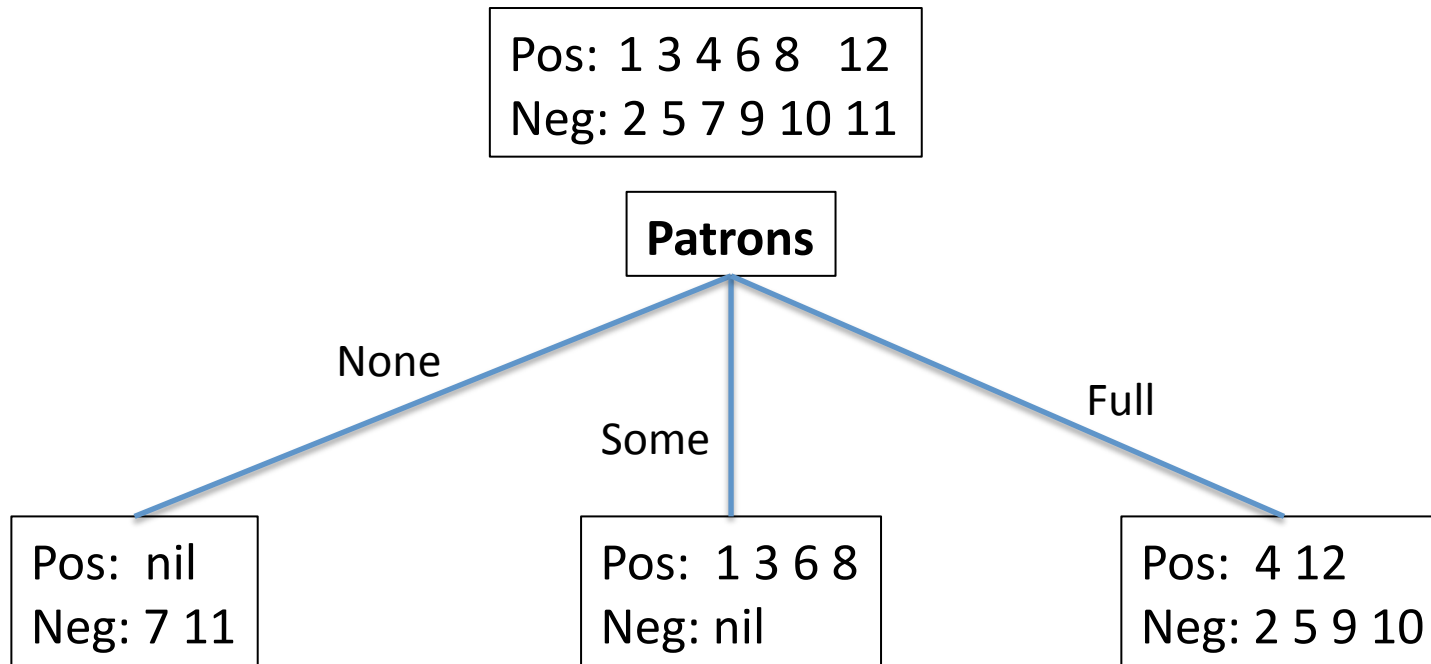 Pos: 1 3 4 6 8 12
Neg: 2 5 7 9 10 11
Patrons
None
Some
Full
Pos: nil
Neg: 7 11
Pos: 1 3 6 8
Neg: nil
Pos: 4 12
Neg: 2 5 9 10